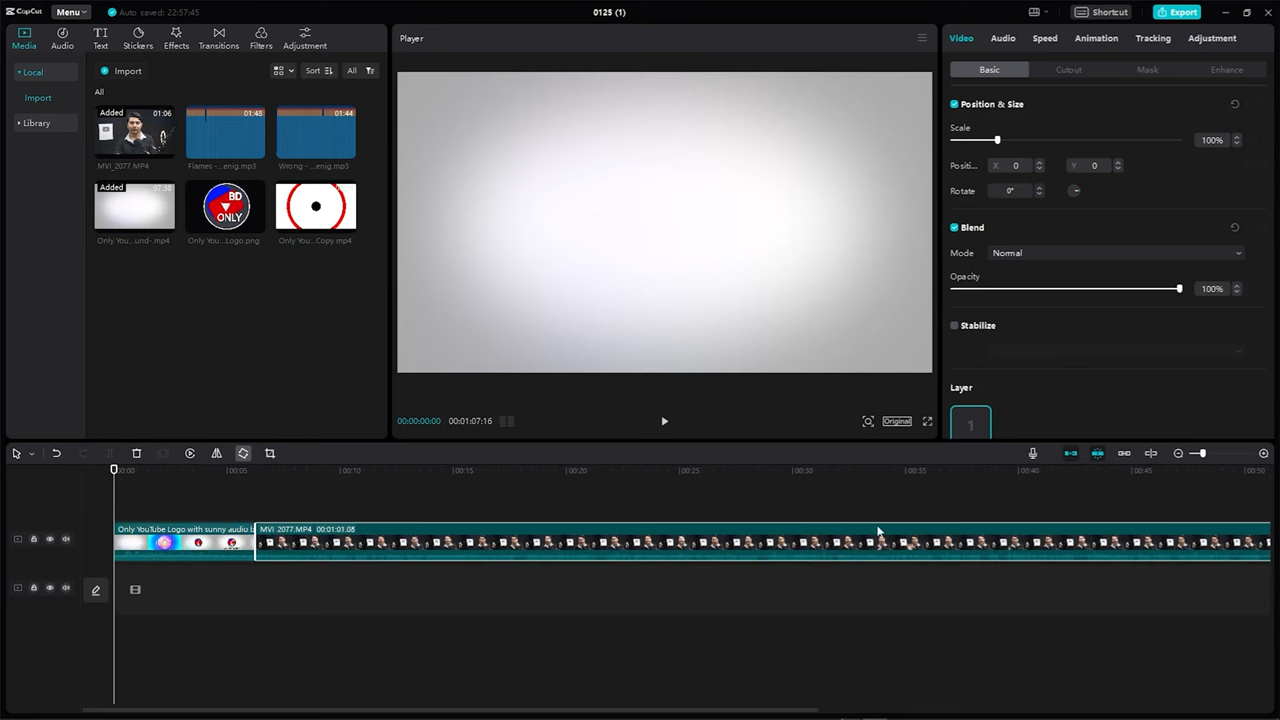 CapCut Menu Auto saved: 22:57:45 0125 (1) Shortcut Export
Media Audio Text Stickers Effects Transitions Filters Adjustment
Player
Video Audio Speed Animation Tracking Adjustment
Local
Import
Sort
All
Basic Cutout Mask Enhance
Import
Library
All
Added 01:06
01:48
01:44
MVI_2077.MP4
Flames -...enig.mp3
Wrong -...enig.mp3
Added
BD
ONLY
Only You...und-.mp4
Only You...Logo.png
Only You...Copy.mp4
Position & Size
Scale
100%
Positi...
X 0
Y 0
Rotate
0°
Blend
Mode
Normal
Opacity
100%
Stabilize
Layer
1
00:00:00:00 00:01:07:16
Original
00:00 00:05 00:10 00:15 00:20 00:25 00:30 00:35 00:40 00:45 00:50
Only YouTube Logo with sunny audio b
MVI_2077.MP4 00:01:01:08